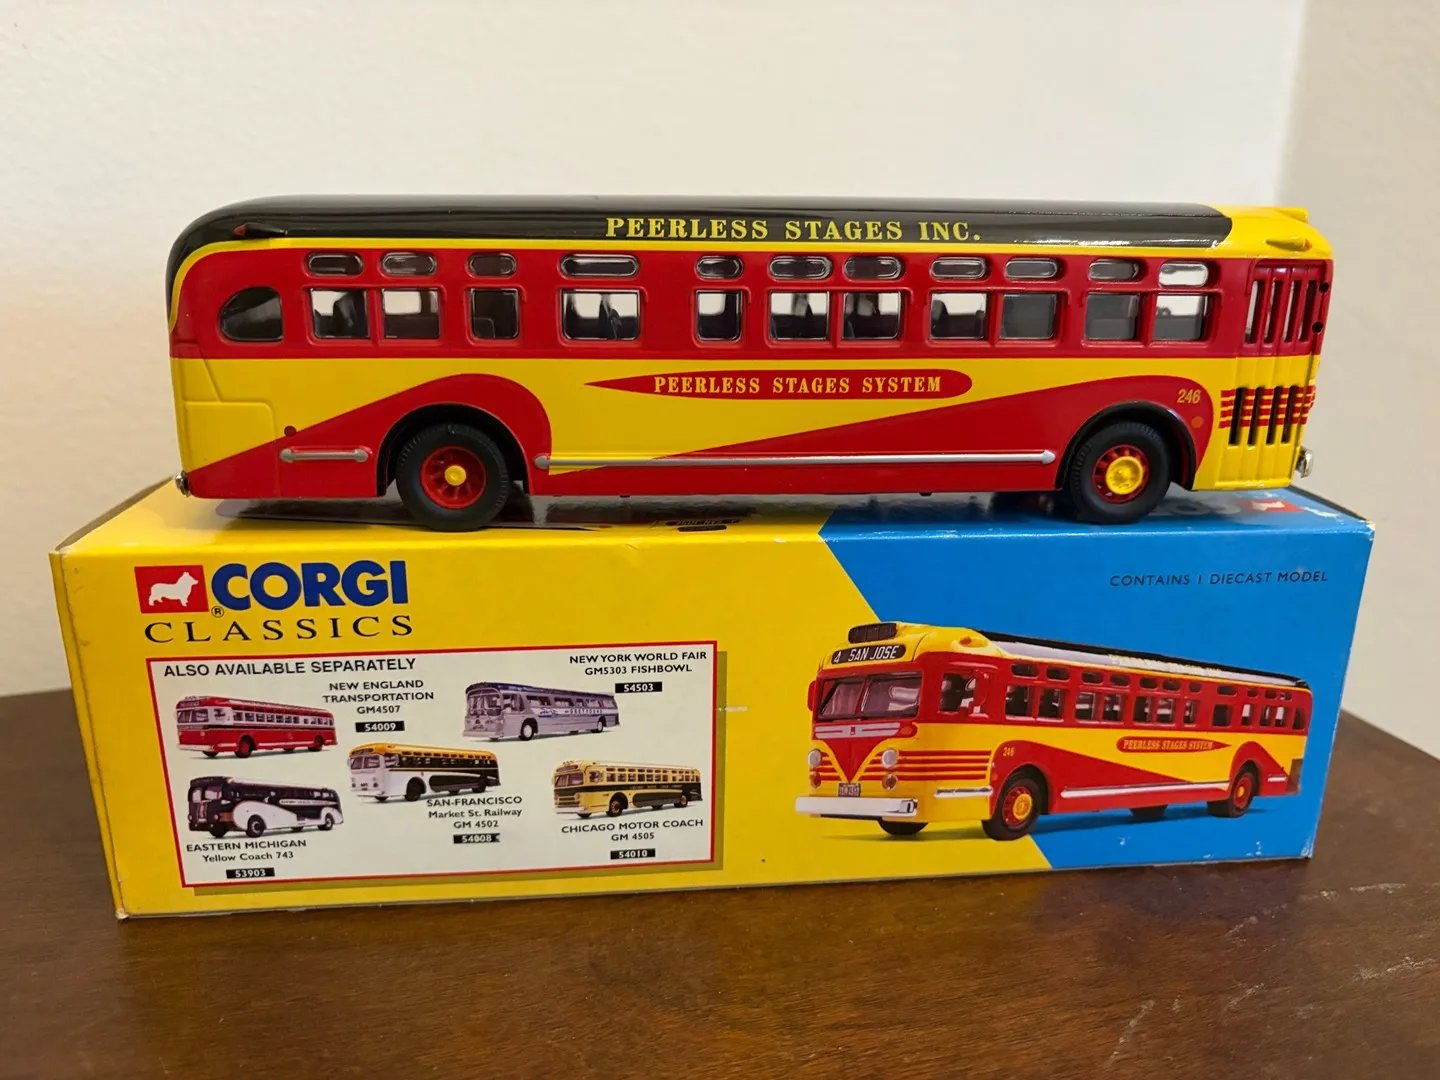 PEERLESS STAGES INC.
PEERLESS STAGES SYSTEM
246
CORGI
®
CLASSICS
CONTAINS 1 DIECAST MODEL
ALSO AVAILABLE SEPARATELY
NEW ENGLAND
TRANSPORTATION
GM4507
54009
NEW YORK WORLD FAIR
GM5303 FISHBOWL
54503
EASTERN MICHIGAN
Yellow Coach 743
53903
SAN-FRANCISCO
Market St. Railway
GM 4502
54008
CHICAGO MOTOR COACH
GM 4505
54010
4 SAN JOSE
246
PEERLESS STAGES SYSTEM